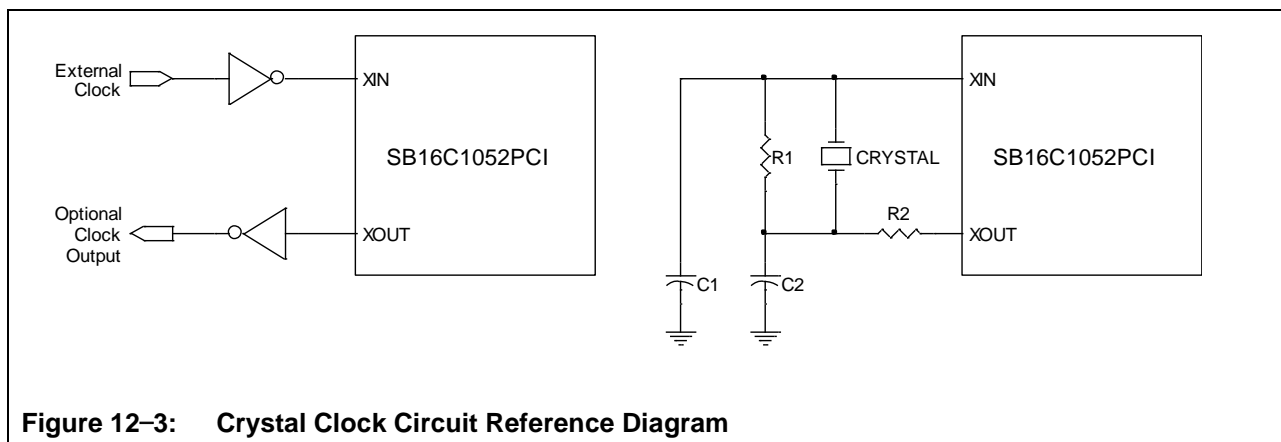 External
Clock
XIN
SB16C1052PCI
Optional
Clock
Output
XOUT
R1
CRYSTAL
XIN
SB16C1052PCI
R2
XOUT
C1
C2
Figure 12–3: Crystal Clock Circuit Reference Diagram